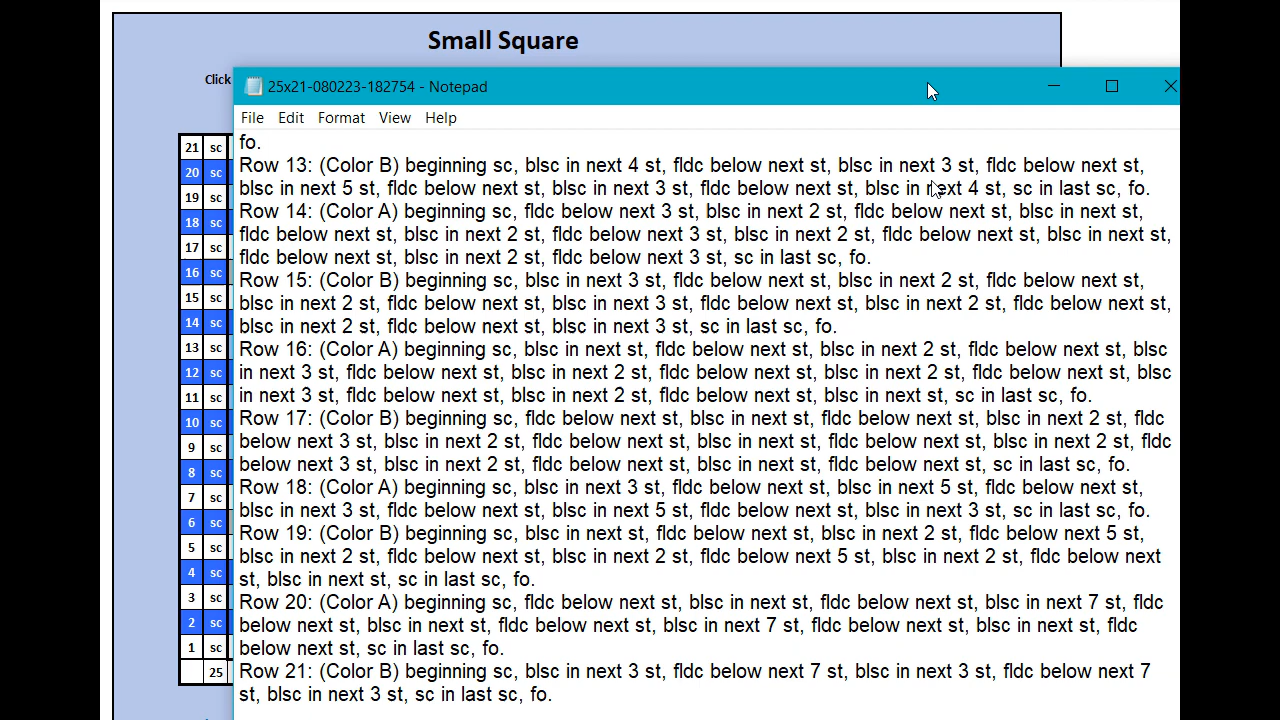 Small Square
Click
25x21-080223-182754 - Notepad
File Edit Format View Help
fo.
Row 13: (Color B) beginning sc, blsc in next 4 st, fldc below next st, blsc in next 3 st, fldc below next st,
blsc in next 5 st, fldc below next st, blsc in next 3 st, fldc below next st, blsc in next 4 st, sc in last sc, fo.
Row 14: (Color A) beginning sc, fldc below next 3 st, blsc in next 2 st, fldc below next st, blsc in next st,
fldc below next st, blsc in next 2 st, fldc below next 3 st, blsc in next 2 st, fldc below next st, blsc in next st,
fldc below next st, blsc in next 2 st, fldc below next 3 st, sc in last sc, fo.
Row 15: (Color B) beginning sc, blsc in next 3 st, fldc below next st, blsc in next 2 st, fldc below next st,
blsc in next 2 st, fldc below next st, blsc in next 3 st, fldc below next st, blsc in next 2 st, fldc below next st,
blsc in next 2 st, fldc below next st, blsc in next 3 st, sc in last sc, fo.
Row 16: (Color A) beginning sc, blsc in next st, fldc below next st, blsc in next 2 st, fldc below next st, blsc
in next 3 st, fldc below next st, blsc in next 2 st, fldc below next st, blsc in next 2 st, fldc below next st, blsc
in next 3 st, fldc below next st, blsc in next 2 st, fldc below next st, blsc in next st, sc in last sc, fo.
Row 17: (Color B) beginning sc, fldc below next st, blsc in next st, fldc below next st, blsc in next 2 st, fldc
below next 3 st, blsc in next 2 st, fldc below next st, blsc in next st, fldc below next st, blsc in next 2 st, fldc
below next 3 st, blsc in next 2 st, fldc below next st, blsc in next st, fldc below next st, sc in last sc, fo.
Row 18: (Color A) beginning sc, blsc in next 3 st, fldc below next st, blsc in next 5 st, fldc below next st,
blsc in next 3 st, fldc below next st, blsc in next 5 st, fldc below next st, blsc in next 3 st, sc in last sc, fo.
Row 19: (Color B) beginning sc, blsc in next st, fldc below next st, blsc in next 2 st, fldc below next 5 st,
blsc in next 2 st, fldc below next st, blsc in next 2 st, fldc below next 5 st, blsc in next 2 st, fldc below next
st, blsc in next st, sc in last sc, fo.
Row 20: (Color A) beginning sc, fldc below next st, blsc in next st, fldc below next st, blsc in next 7 st, fldc
below next st, blsc in next st, fldc below next st, blsc in next 7 st, fldc below next st, blsc in next st, fldc
below next st, sc in last sc, fo.
Row 21: (Color B) beginning sc, blsc in next 3 st, fldc below next 7 st, blsc in next 3 st, fldc below next 7
st, blsc in next 3 st, sc in last sc, fo.
21 sc
20 sc
19 sc
18 sc
17 sc
16 sc
15 sc
14 sc
13 sc
12 sc
11 sc
10 sc
9 sc
8 sc
7 sc
6 sc
5 sc
4 sc
3 sc
2 sc
1 sc
25